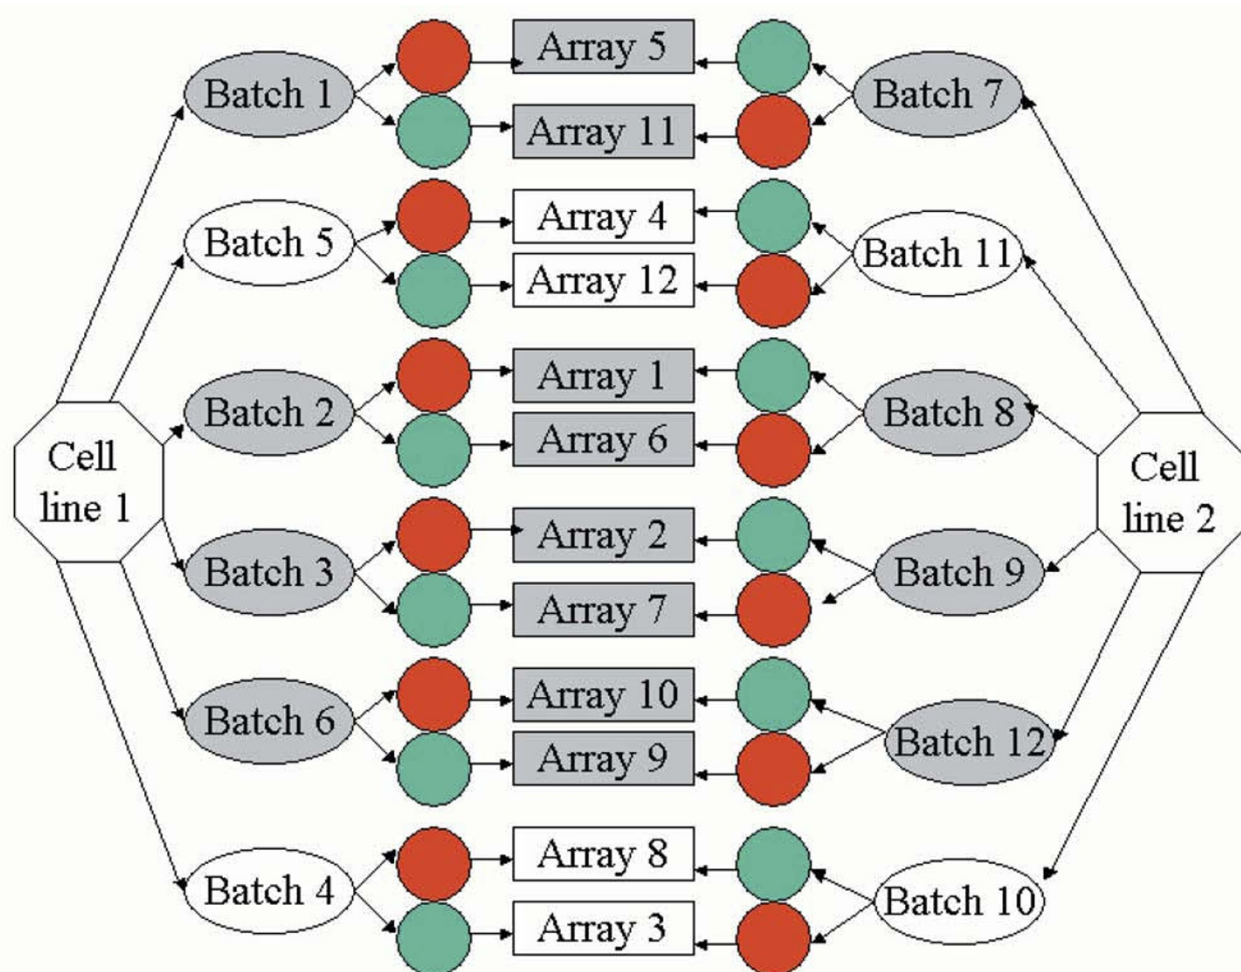 Array 5
Batch 1
Batch 7
Array 11
Array 4
Batch 5
Batch 11
Array 12
Array 1
Batch 2
Batch 8
Array 6
Cell
line 1
Cell
line 2
Array 2
Batch 3
Batch 9
Array 7
Array 10
Batch 6
Batch 12
Array 9
Array 8
Batch 4
Batch 10
Array 3